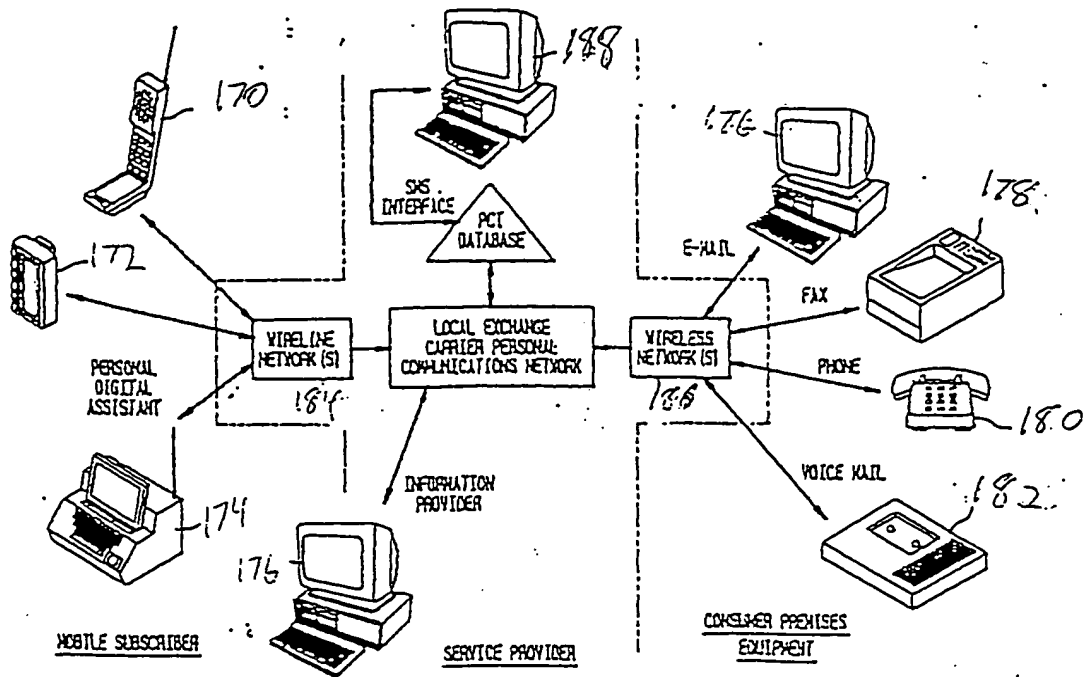 170
188
176
178
172
SMS
INTERFACE
PCI
DATABASE
E-MAIL
FAX
WIRELINE
NETWORK(S)
184
LOCAL EXCHANGE
CARRIER PERSONAL
COMMUNICATIONS NETWORK
WIRELESS
NETWORK(S)
186
PHONE
180
PERSONAL
DIGITAL
ASSISTANT
174
INFORMATION
PROVIDER
VOICE MAIL
182
176
MOBILE SUBSCRIBER
SERVICE PROVIDER
CONSUMER PREMISES
EQUIPMENT